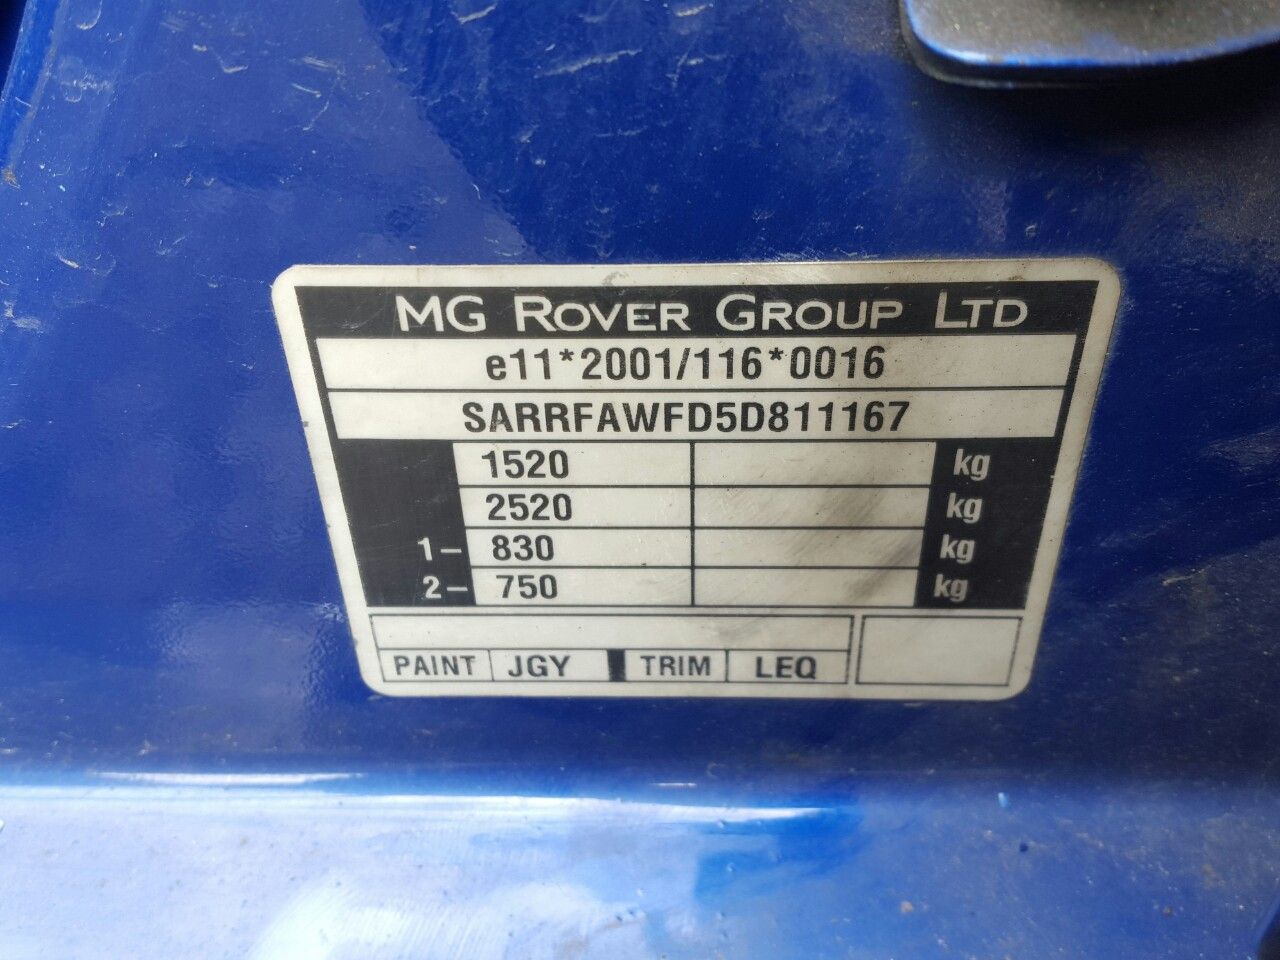 MG ROVER GROUP LTD
e11*2001/116*0016
SARRFAWFD5D811167
1520 kg
2520 kg
1– 830 kg
2– 750 kg
PAINT JGY TRIM LEQ